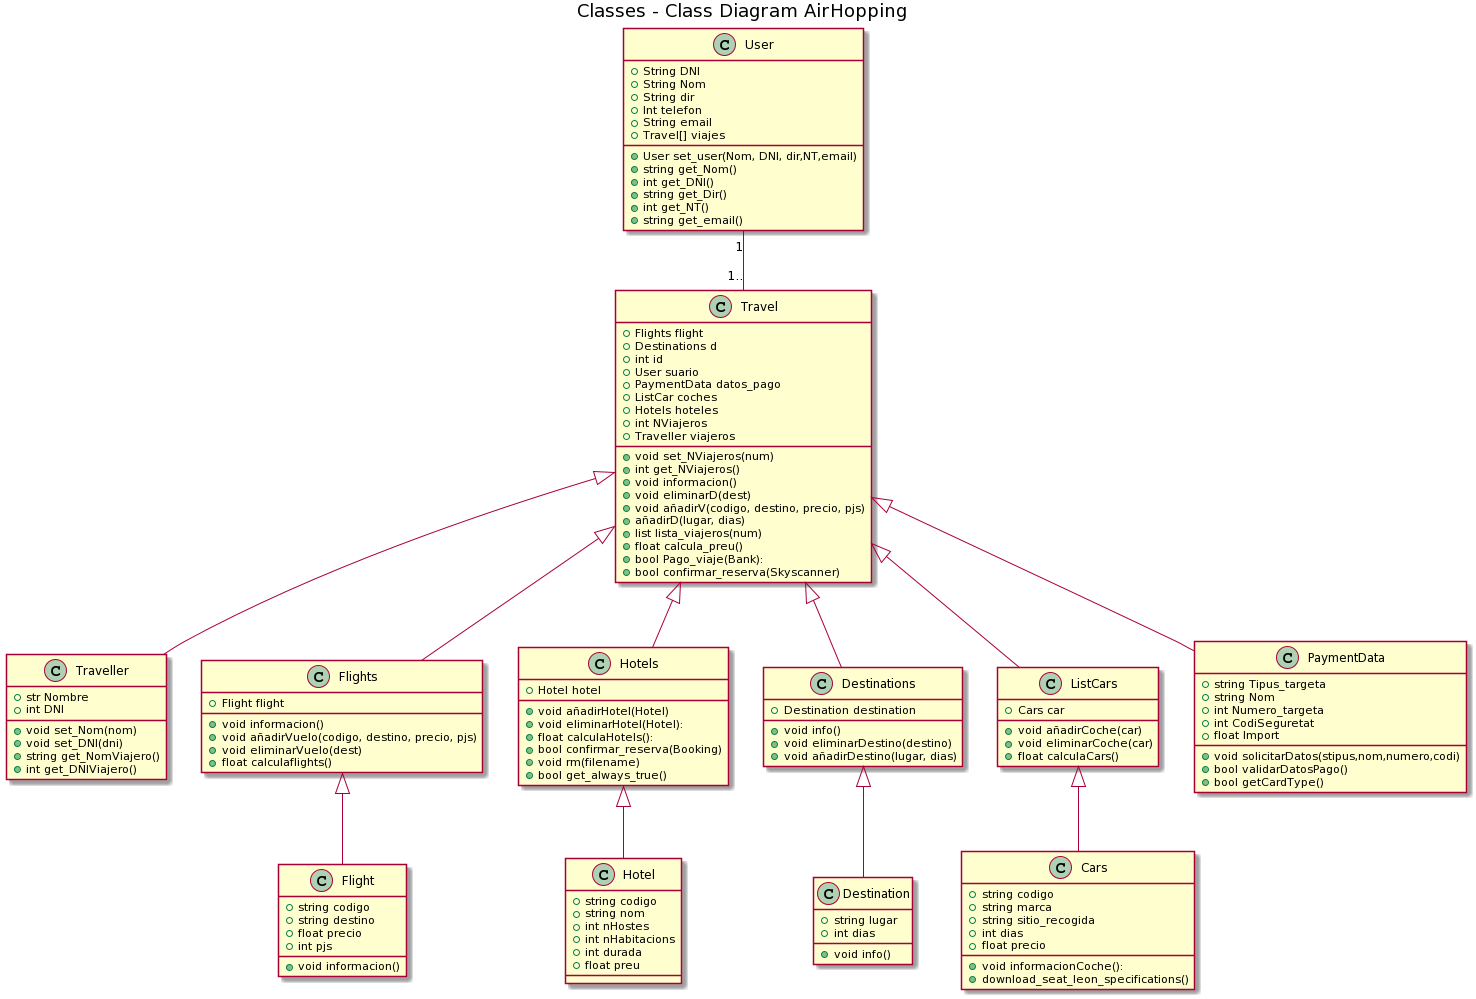 Classes - Class Diagram AirHopping
C User
String DNI
String Nom
String dir
Int telefon
String email
Travel[] viajes
User set_user(Nom, DNI, dir,NT,email)
string get_Nom()
int get_DNI()
string get_Dir()
int get_NT()
string get_email()
1
1..
C Travel
Flights flight
Destinations d
int id
User suario
PaymentData datos_pago
ListCar coches
Hotels hoteles
int NViajeros
Traveller viajeros
void set_NViajeros(num)
int get_NViajeros()
void informacion()
void eliminarD(dest)
void añadirV(codigo, destino, precio, pjs)
añadirD(lugar, dias)
list lista_viajeros(num)
float calcula_preu()
bool Pago_viaje(Bank):
bool confirmar_reserva(Skyscanner)
C Traveller
str Nombre
int DNI
void set_Nom(nom)
void set_DNI(dni)
string get_NomViajero()
int get_DNIViajero()
C Flights
Flight flight
void informacion()
void añadirVuelo(codigo, destino, precio, pjs)
void eliminarVuelo(dest)
float calculaflights()
C Hotels
Hotel hotel
void añadirHotel(Hotel)
void eliminarHotel(Hotel):
float calculaHotels():
bool confirmar_reserva(Booking)
void rm(filename)
bool get_always_true()
C Destinations
Destination destination
void info()
void eliminarDestino(destino)
void añadirDestino(lugar, dias)
C ListCars
Cars car
void añadirCoche(car)
void eliminarCoche(car)
float calculaCars()
C PaymentData
string Tipus_targeta
string Nom
int Numero_targeta
int CodiSeguretat
float Import
void solicitarDatos(stipus,nom,numero,codi)
bool validarDatosPago()
bool getCardType()
C Flight
string codigo
string destino
float precio
int pjs
void informacion()
C Hotel
string codigo
string nom
int nHostes
int nHabitacions
int durada
float preu
C Destination
string lugar
int dias
void info()
C Cars
string codigo
string marca
string sitio_recogida
int dias
float precio
void informacionCoche():
download_seat_leon_specifications()